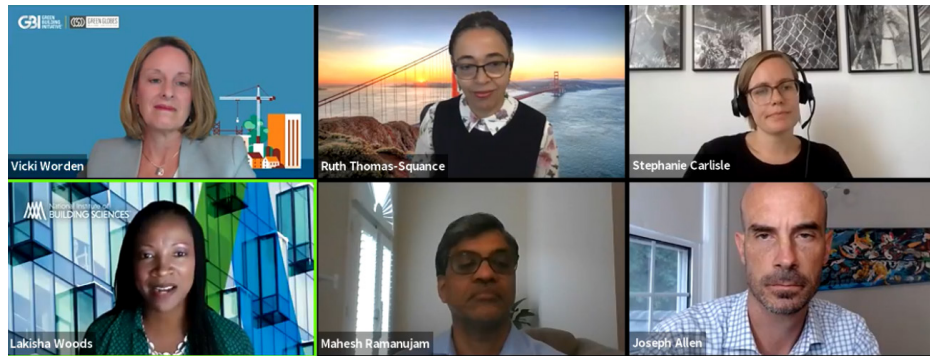 GBI GREEN BUILDING INITIATIVE GREEN GLOBES
Vicki Worden
Ruth Thomas-Squance
Stephanie Carlisle
National Institute of
BUILDING SCIENCES
Lakisha Woods
Mahesh Ramanujam
Joseph Allen